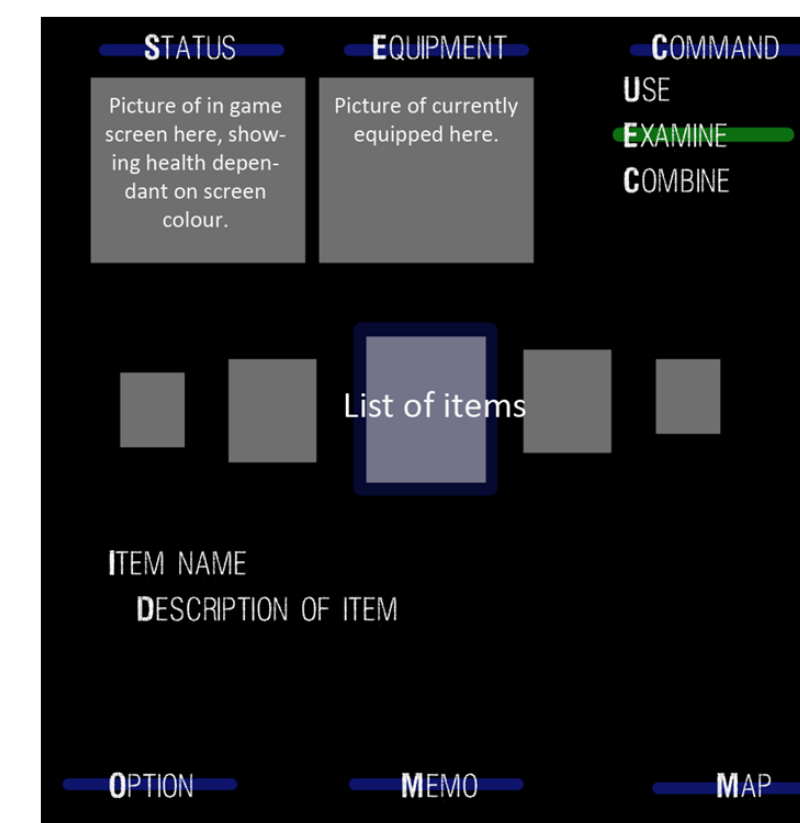 STATUS
EQUIPMENT
COMMAND
Picture of in game
screen here, show-
ing health depen-
dant on screen
colour.
Picture of currently
equipped here.
USE
EXAMINE
COMBINE
List of items
ITEM NAME
DESCRIPTION OF ITEM
OPTION
MEMO
MAP